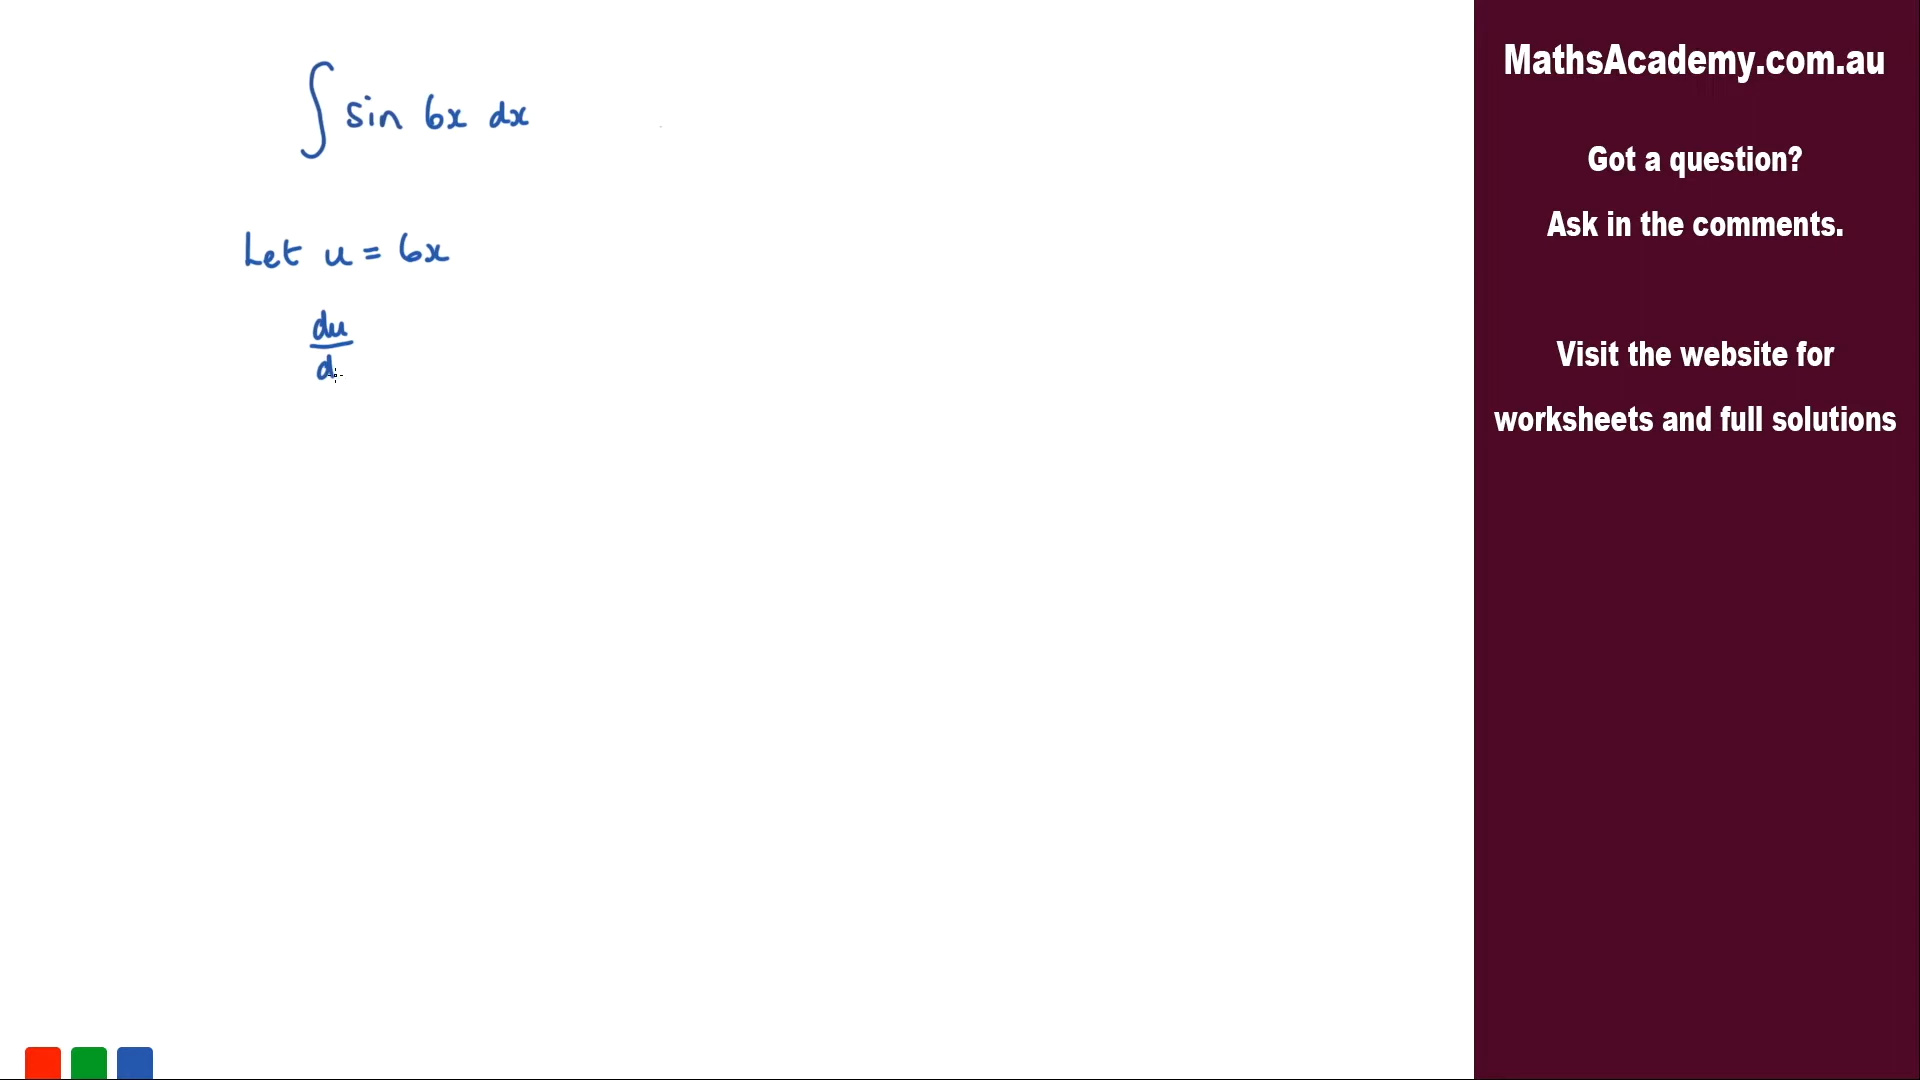 ∫ sin 6x dx
Let u = 6x
du
d
MathsAcademy.com.au
Got a question?
Ask in the comments.
Visit the website for
worksheets and full solutions